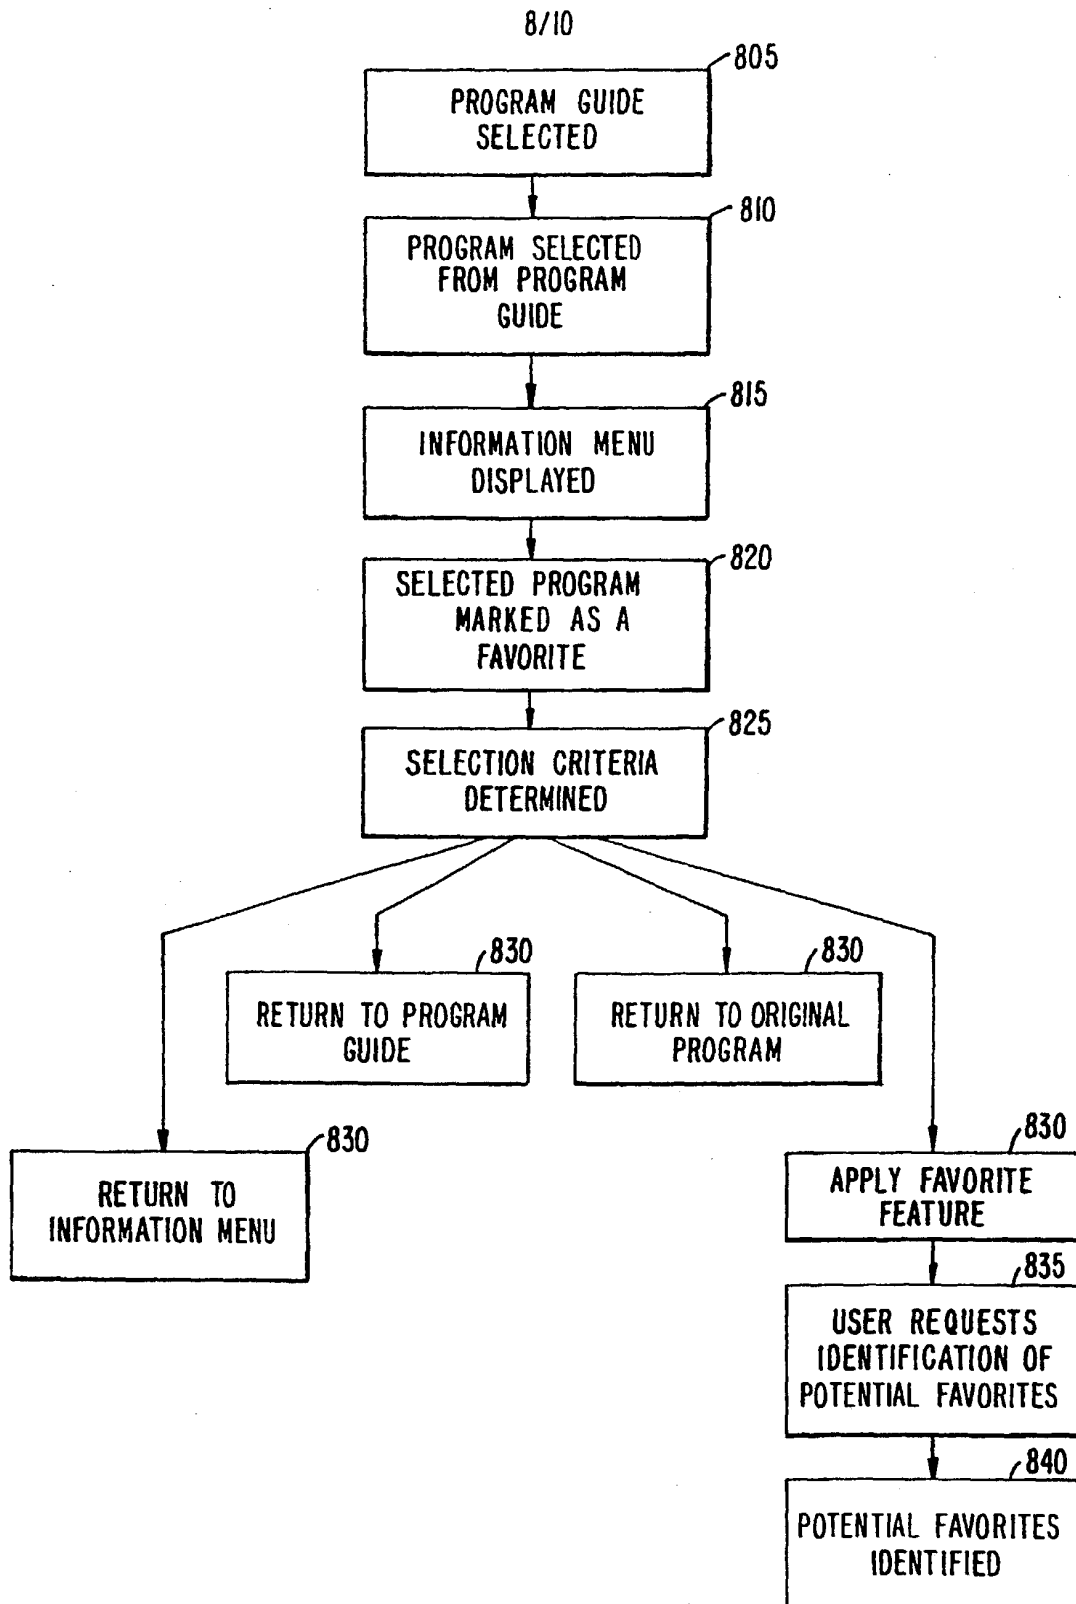 8/10
805
PROGRAM GUIDE
SELECTED
810
PROGRAM SELECTED
FROM PROGRAM
GUIDE
815
INFORMATION MENU
DISPLAYED
820
SELECTED PROGRAM
MARKED AS A
FAVORITE
825
SELECTION CRITERIA
DETERMINED
830
RETURN TO PROGRAM
GUIDE
830
RETURN TO ORIGINAL
PROGRAM
830
RETURN TO
INFORMATION MENU
830
APPLY FAVORITE
FEATURE
835
USER REQUESTS
IDENTIFICATION OF
POTENTIAL FAVORITES
840
POTENTIAL FAVORITES
IDENTIFIED